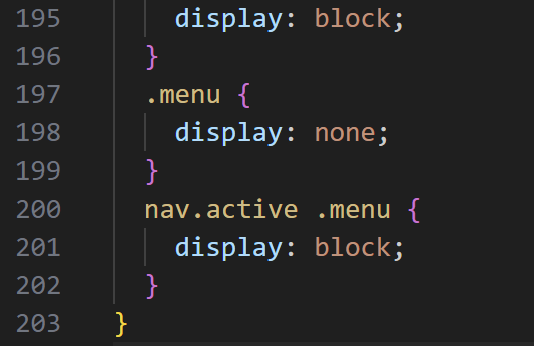 195 display: block;
196 }
197 .menu {
198 display: none;
199 }
200 nav.active .menu {
201 display: block;
202 }
203 }